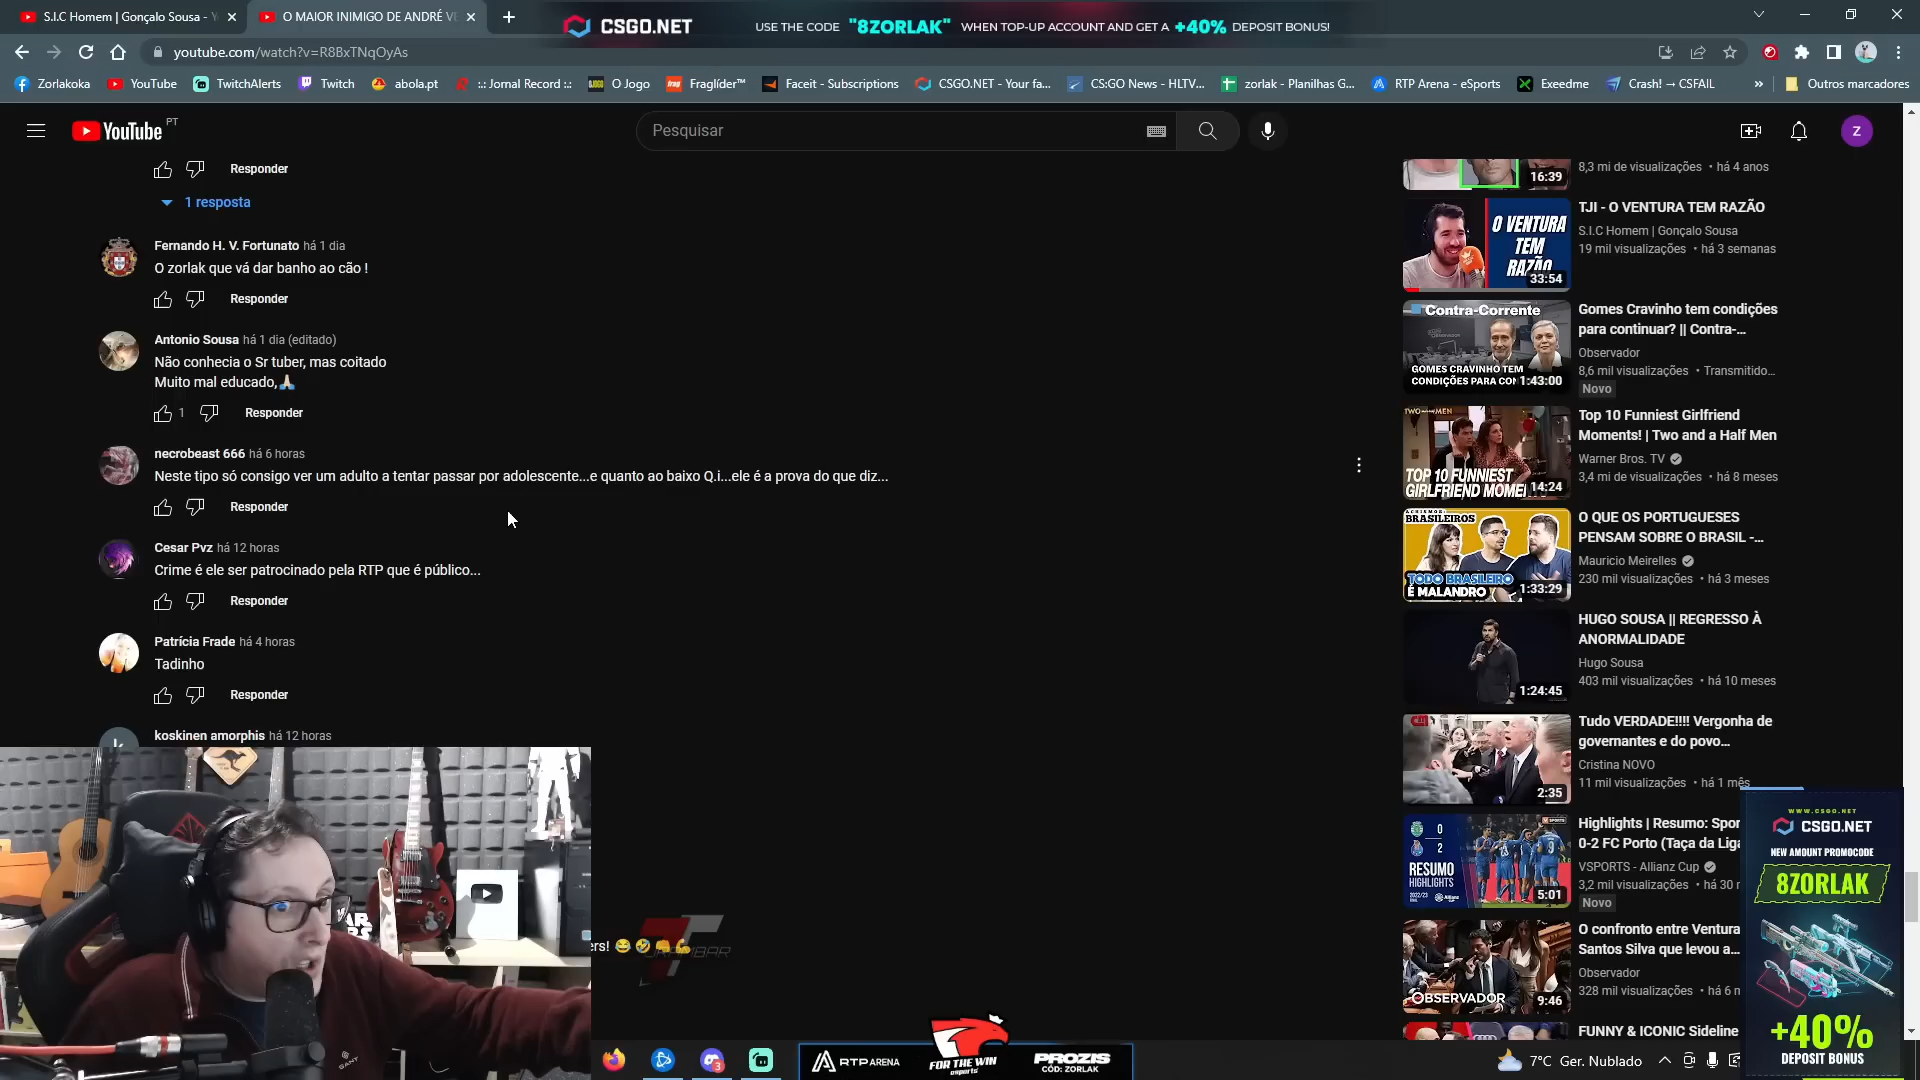 S.I.C Homem | Gonçalo Sousa - Y
O MAIOR INIMIGO DE ANDRÉ VE
CSGO.NET
USE THE CODE "8ZORLAK" WHEN TOP-UP ACCOUNT AND GET A +40% DEPOSIT BONUS!
youtube.com/watch?v=R8BxTNqOyAs
Zorlakoka
YouTube
TwitchAlerts
Twitch
abola.pt
::: Jornal Record :::
O Jogo
Fraglíder™
Faceit - Subscriptions
CSGO.NET - Your fa...
CS:GO News - HLTV...
zorlak - Planilhas G...
RTP Arena - eSports
Exeedme
Crash! → CSFAIL
»
Outros marcadores
YouTube PT
Pesquisar
Z
Responder
1 resposta
Fernando H. V. Fortunato há 1 dia
O zorlak que vá dar banho ao cão !
Responder
Antonio Sousa há 1 dia (editado)
Não conhecia o Sr tuber, mas coitado
Muito mal educado,🙏
1
Responder
necrobeast 666 há 6 horas
Neste tipo só consigo ver um adulto a tentar passar por adolescente...e quanto ao baixo Q.i...ele é a prova do que diz...
Responder
Cesar Pvz há 12 horas
Crime é ele ser patrocinado pela RTP que é público...
Responder
Patrícia Frade há 4 horas
Tadinho
Responder
koskinen amorphis há 12 horas
ers! 😂🤣👊💪
16:39
8,3 mi de visualizações • há 4 anos
O VENTURA
TEM
RAZÃO
33:54
TJI - O VENTURA TEM RAZÃO
S.I.C Homem | Gonçalo Sousa
19 mil visualizações • há 3 semanas
Contra-Corrente
GOMES CRAVINHO TEM
CONDIÇÕES PARA CON
1:43:00
Gomes Cravinho tem condições
para continuar? || Contra-...
Observador
8,6 mil visualizações • Transmitido...
Novo
TOP 10 FUNNIEST
GIRLFRIEND MOME
14:24
Top 10 Funniest Girlfriend
Moments! | Two and a Half Men
Warner Bros. TV
3,4 mi de visualizações • há 8 meses
ACHISMOS:
BRASILEIROS
TODO BRASILEIRO
É MALANDRO
1:33:29
O QUE OS PORTUGUESES
PENSAM SOBRE O BRASIL -...
Mauricio Meirelles
230 mil visualizações • há 3 meses
1:24:45
HUGO SOUSA || REGRESSO À
ANORMALIDADE
Hugo Sousa
403 mil visualizações • há 10 meses
2:35
Tudo VERDADE!!!! Vergonha de
governantes e do povo...
Cristina NOVO
11 mil visualizações • há 1 mês
0
2
RESUMO
HIGHLIGHTS
VSPORTS
5:01
Highlights | Resumo: Spor
0-2 FC Porto (Taça da Liga
VSPORTS - Allianz Cup
3,2 mil visualizações • há 30
Novo
OBSERVADOR
9:46
O confronto entre Ventura
Santos Silva que levou a...
Observador
328 mil visualizações • há 6 m
FUNNY & ICONIC Sideline
WWW.CSGO.NET
CSGO.NET
NEW AMOUNT PROMOCODE
8ZORLAK
+40%
DEPOSIT BONUS
STAR
WARS
GANT
3
RTP ARENA
FOR THE WIN
esports
PROZIS
CÓD: ZORLAK
7°C Ger. Nublado